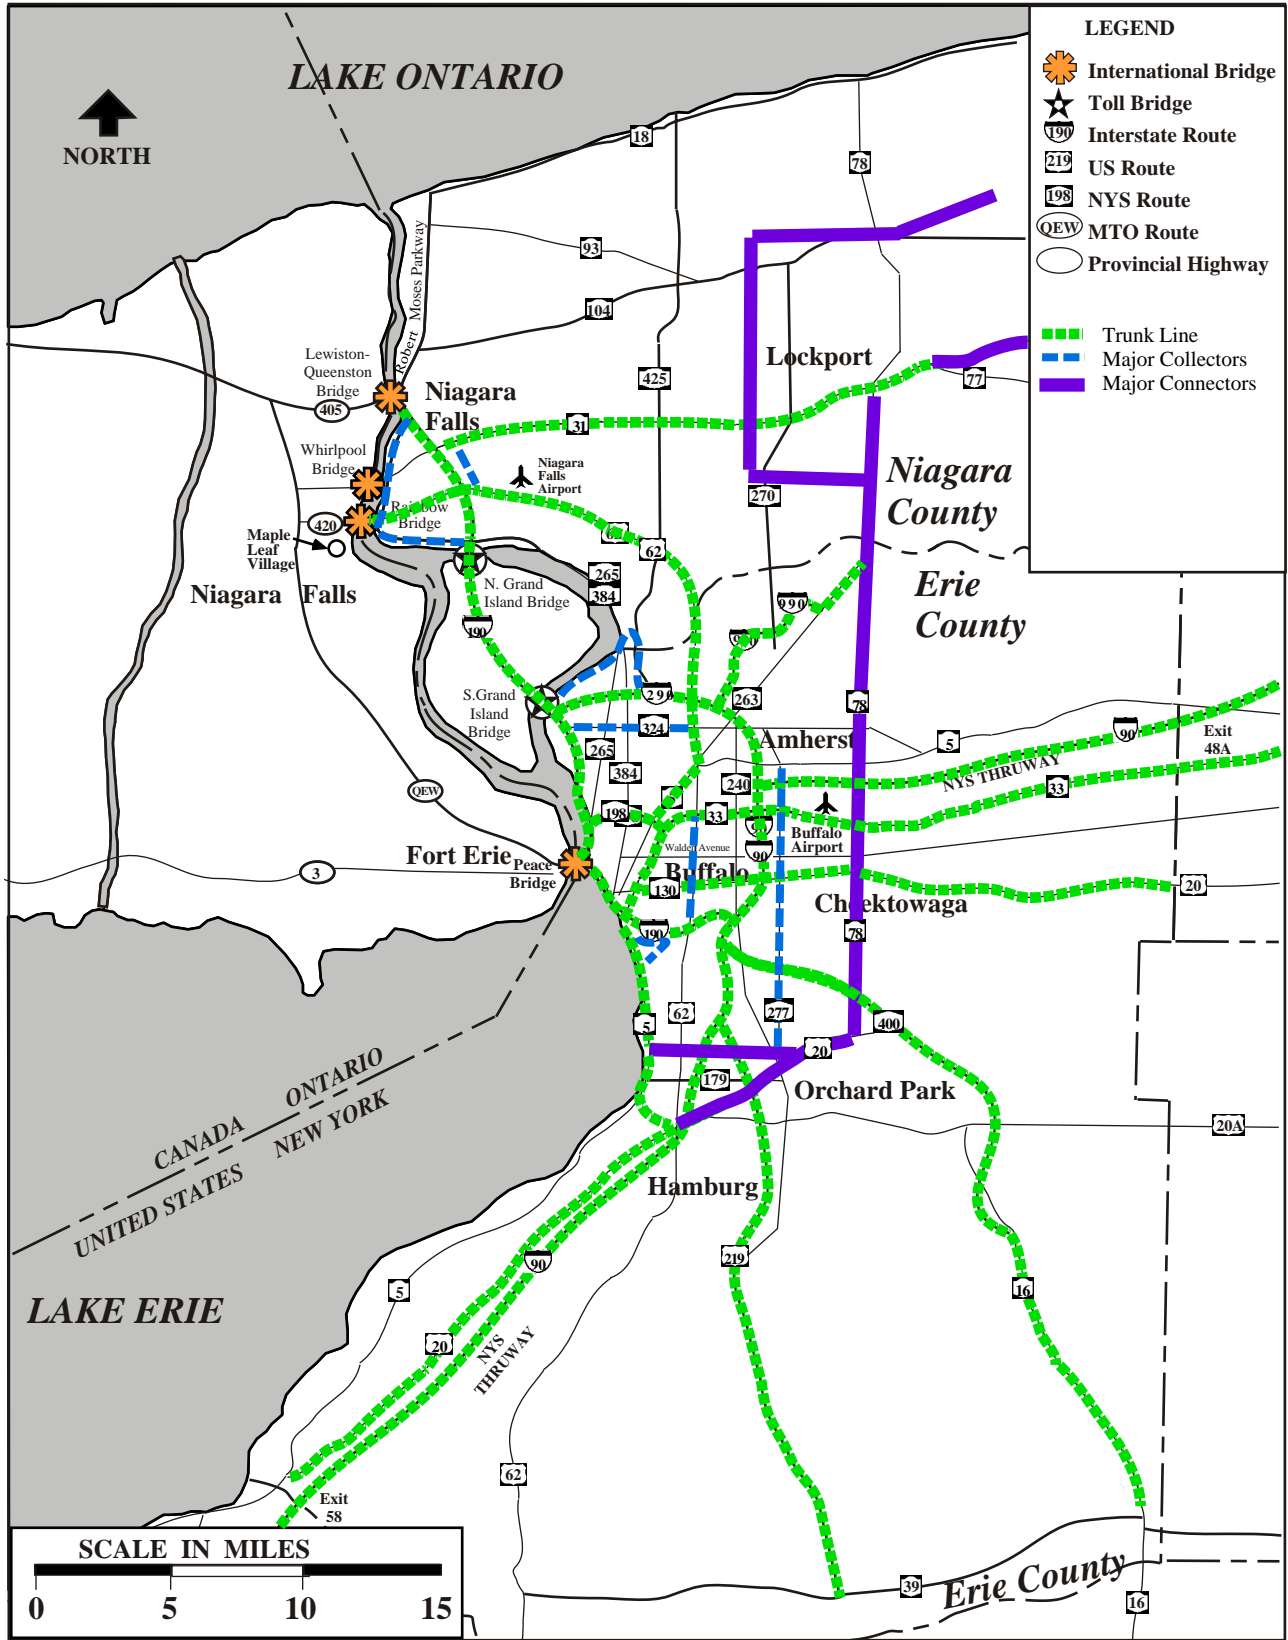 LEGEND
International Bridge
Toll Bridge
190 Interstate Route
219 US Route
198 NYS Route
QEW MTO Route
Provincial Highway
Trunk Line
Major Collectors
Major Connectors
LAKE ONTARIO
NORTH
18
78
93
104
Robert Moses Parkway
Lewiston-
Queenston
Bridge
405
Niagara
Falls
425
Lockport
77
31
Whirlpool
Bridge
Niagara
Falls
Airport
270
Niagara
County
Rainbow
Bridge
420
Maple
Leaf
Village
62
Niagara Falls
N. Grand
Island Bridge
265
384
990
Erie
County
190
S.Grand
Island
Bridge
290
263
78
324
Amherst
5
90
Exit
48A
265
384
240
NYS THRUWAY
33
QEW
198
33
Buffalo
Airport
90
90
Walden Avenue
Fort Erie
Peace
Bridge
3
Buffalo
130
20
Cheektowaga
190
78
5
62
277
400
20
179
Orchard Park
20A
CANADA
ONTARIO
UNITED STATES
NEW YORK
Hamburg
219
90
5
16
LAKE ERIE
20
NYS
THRUWAY
62
Exit
58
39
Erie County
16
SCALE IN MILES
0 5 10 15